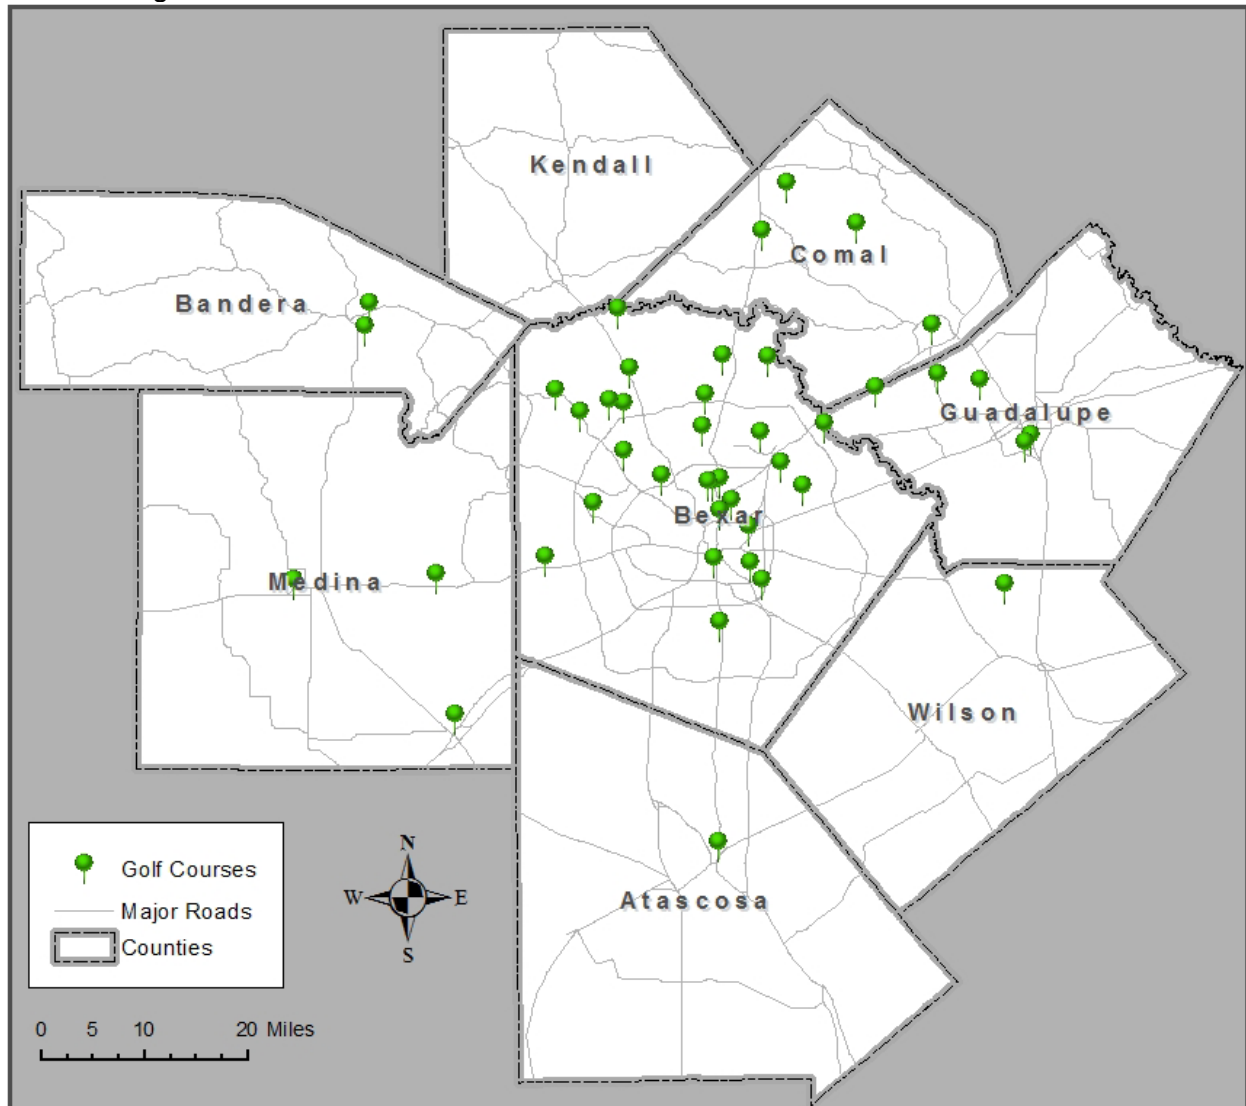 Kendall
Comal
Bandera
Guadalupe
Bexar
Medina
Wilson
Atascosa
Golf Courses
Major Roads
Counties
N
W E
S
0 5 10 20 Miles